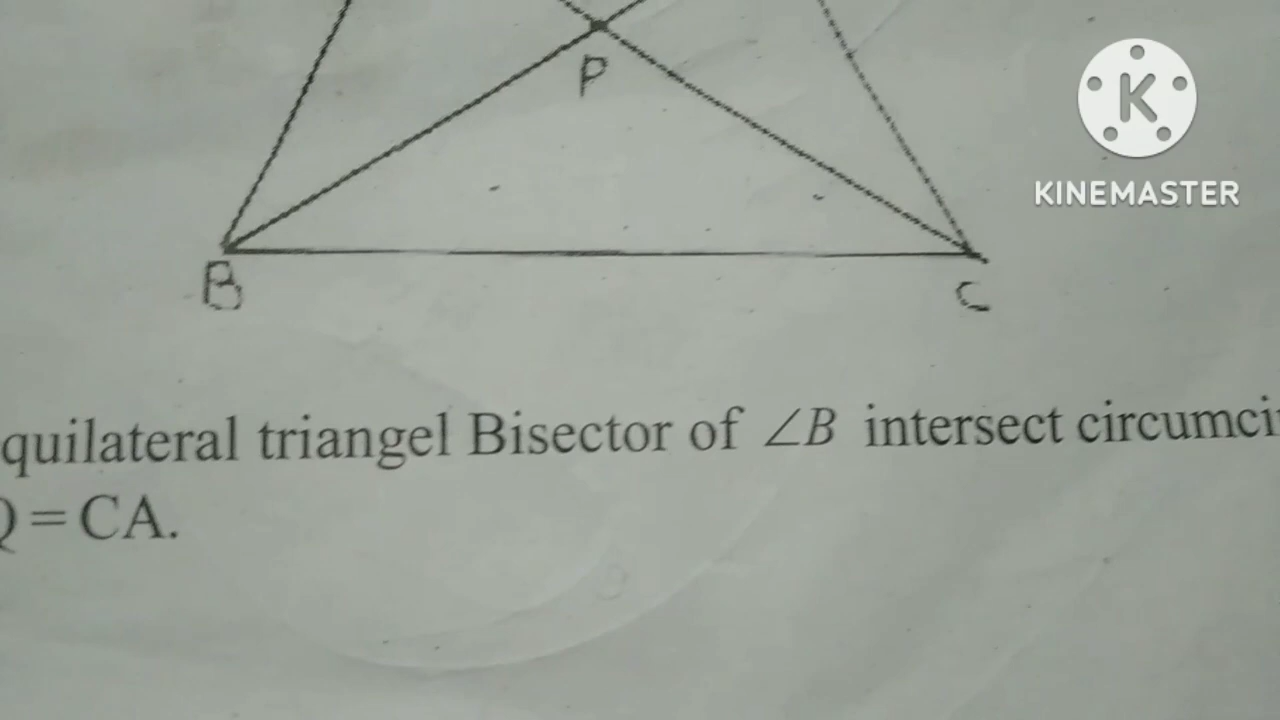 P
K
KINEMASTER
B
C
quilateral triangel Bisector of ∠B intersect circumci
Q = CA.